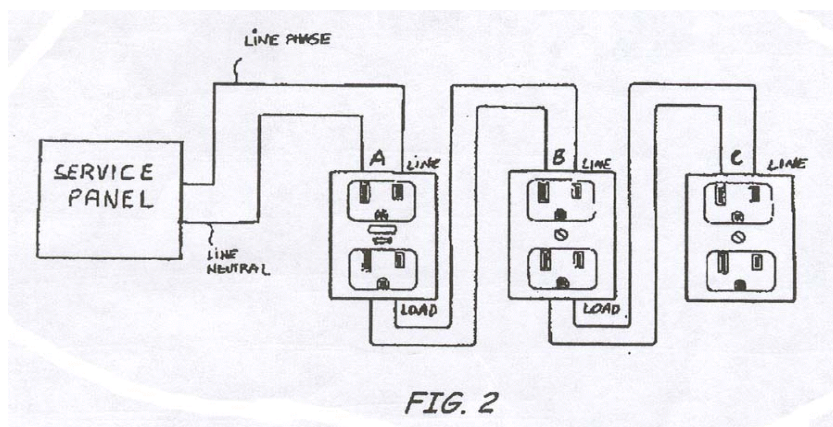 LINE PHASE
SERVICE
PANEL
LINE
NEUTRAL
A
LINE
LOAD
B
LINE
LOAD
C
LINE
FIG. 2